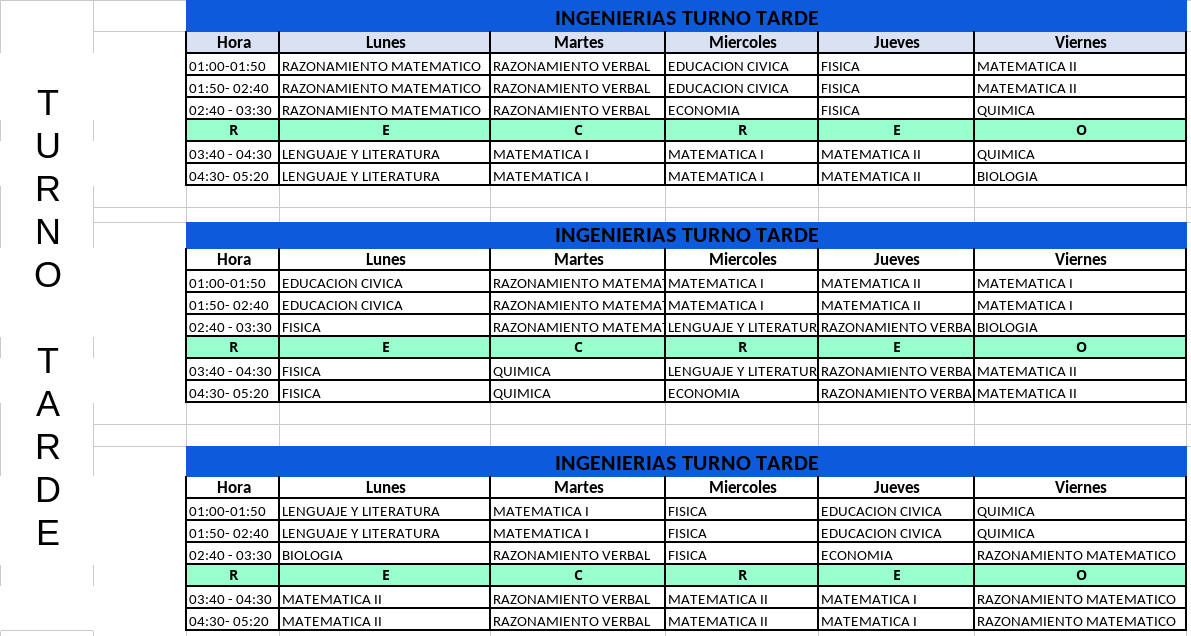 TURNO TARDE
INGENIERIAS TURNO TARDE
Hora Lunes Martes Miercoles Jueves Viernes
01:00-01:50 RAZONAMIENTO MATEMATICO RAZONAMIENTO VERBAL EDUCACION CIVICA FISICA MATEMATICA II
01:50- 02:40 RAZONAMIENTO MATEMATICO RAZONAMIENTO VERBAL EDUCACION CIVICA FISICA MATEMATICA II
02:40 - 03:30 RAZONAMIENTO MATEMATICO RAZONAMIENTO VERBAL ECONOMIA FISICA QUIMICA
R E C R E O
03:40 - 04:30 LENGUAJE Y LITERATURA MATEMATICA I MATEMATICA I MATEMATICA II QUIMICA
04:30- 05:20 LENGUAJE Y LITERATURA MATEMATICA I MATEMATICA I MATEMATICA II BIOLOGIA
INGENIERIAS TURNO TARDE
Hora Lunes Martes Miercoles Jueves Viernes
01:00-01:50 EDUCACION CIVICA RAZONAMIENTO MATEMAT MATEMATICA I MATEMATICA II MATEMATICA I
01:50- 02:40 EDUCACION CIVICA RAZONAMIENTO MATEMAT MATEMATICA I MATEMATICA II MATEMATICA I
02:40 - 03:30 FISICA RAZONAMIENTO MATEMAT LENGUAJE Y LITERATUR RAZONAMIENTO VERBA BIOLOGIA
R E C R E O
03:40 - 04:30 FISICA QUIMICA LENGUAJE Y LITERATUR RAZONAMIENTO VERBA MATEMATICA II
04:30- 05:20 FISICA QUIMICA ECONOMIA RAZONAMIENTO VERBA MATEMATICA II
INGENIERIAS TURNO TARDE
Hora Lunes Martes Miercoles Jueves Viernes
01:00-01:50 LENGUAJE Y LITERATURA MATEMATICA I FISICA EDUCACION CIVICA QUIMICA
01:50- 02:40 LENGUAJE Y LITERATURA MATEMATICA I FISICA EDUCACION CIVICA QUIMICA
02:40 - 03:30 BIOLOGIA RAZONAMIENTO VERBAL FISICA ECONOMIA RAZONAMIENTO MATEMATICO
R E C R E O
03:40 - 04:30 MATEMATICA II RAZONAMIENTO VERBAL MATEMATICA II MATEMATICA I RAZONAMIENTO MATEMATICO
04:30- 05:20 MATEMATICA II RAZONAMIENTO VERBAL MATEMATICA II MATEMATICA I RAZONAMIENTO MATEMATICO